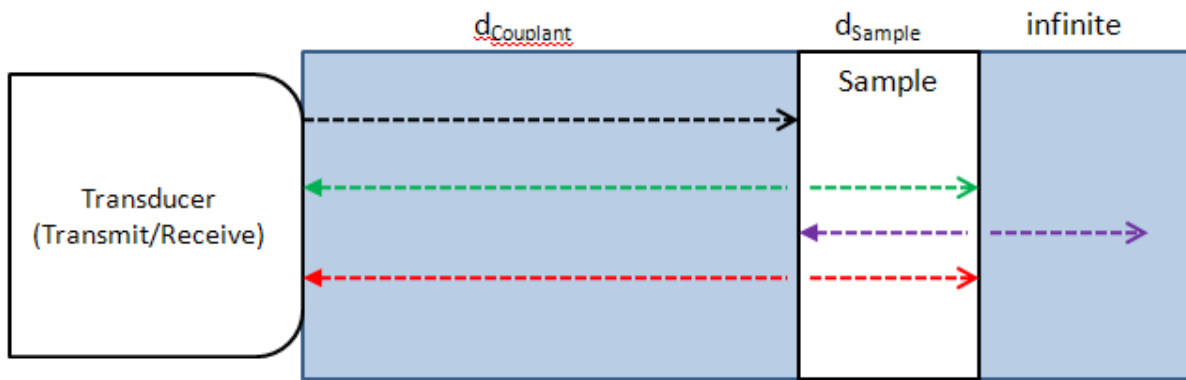 dCouplant
dSample
infinite
Sample
Transducer
(Transmit/Receive)